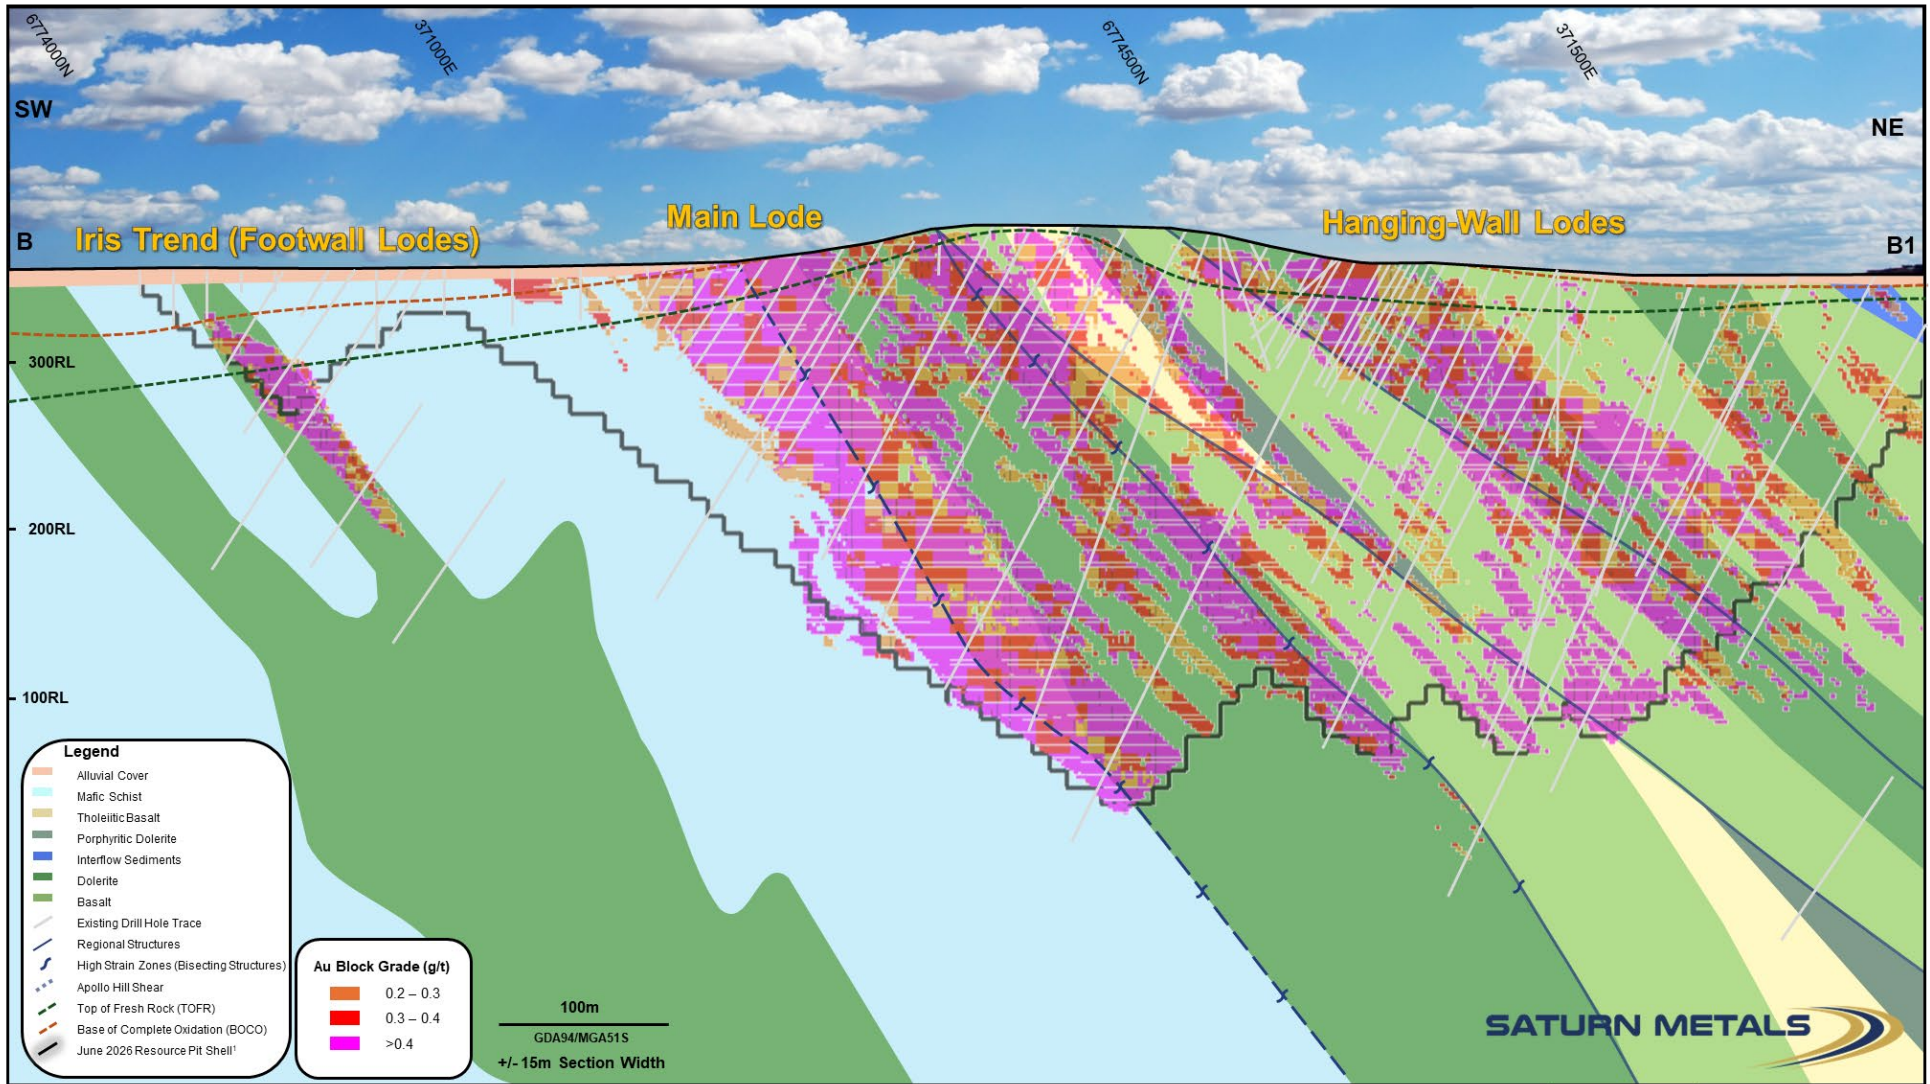 6774000N
371000E
6774500N
371500E
SW
NE
B
Iris Trend (Footwall Lodes)
Main Lode
Hanging-Wall Lodes
B1
300RL
200RL
100RL
Legend
Alluvial Cover
Mafic Schist
Tholeiitic Basalt
Porphyritic Dolerite
Interflow Sediments
Dolerite
Basalt
Existing Drill Hole Trace
Regional Structures
High Strain Zones (Bisecting Structures)
Apollo Hill Shear
Top of Fresh Rock (TOFR)
Base of Complete Oxidation (BOCO)
June 2026 Resource Pit Shell¹
Au Block Grade (g/t)
0.2 – 0.3
0.3 – 0.4
>0.4
100m
GDA94/MGA51S
+/- 15m Section Width
SATURN METALS